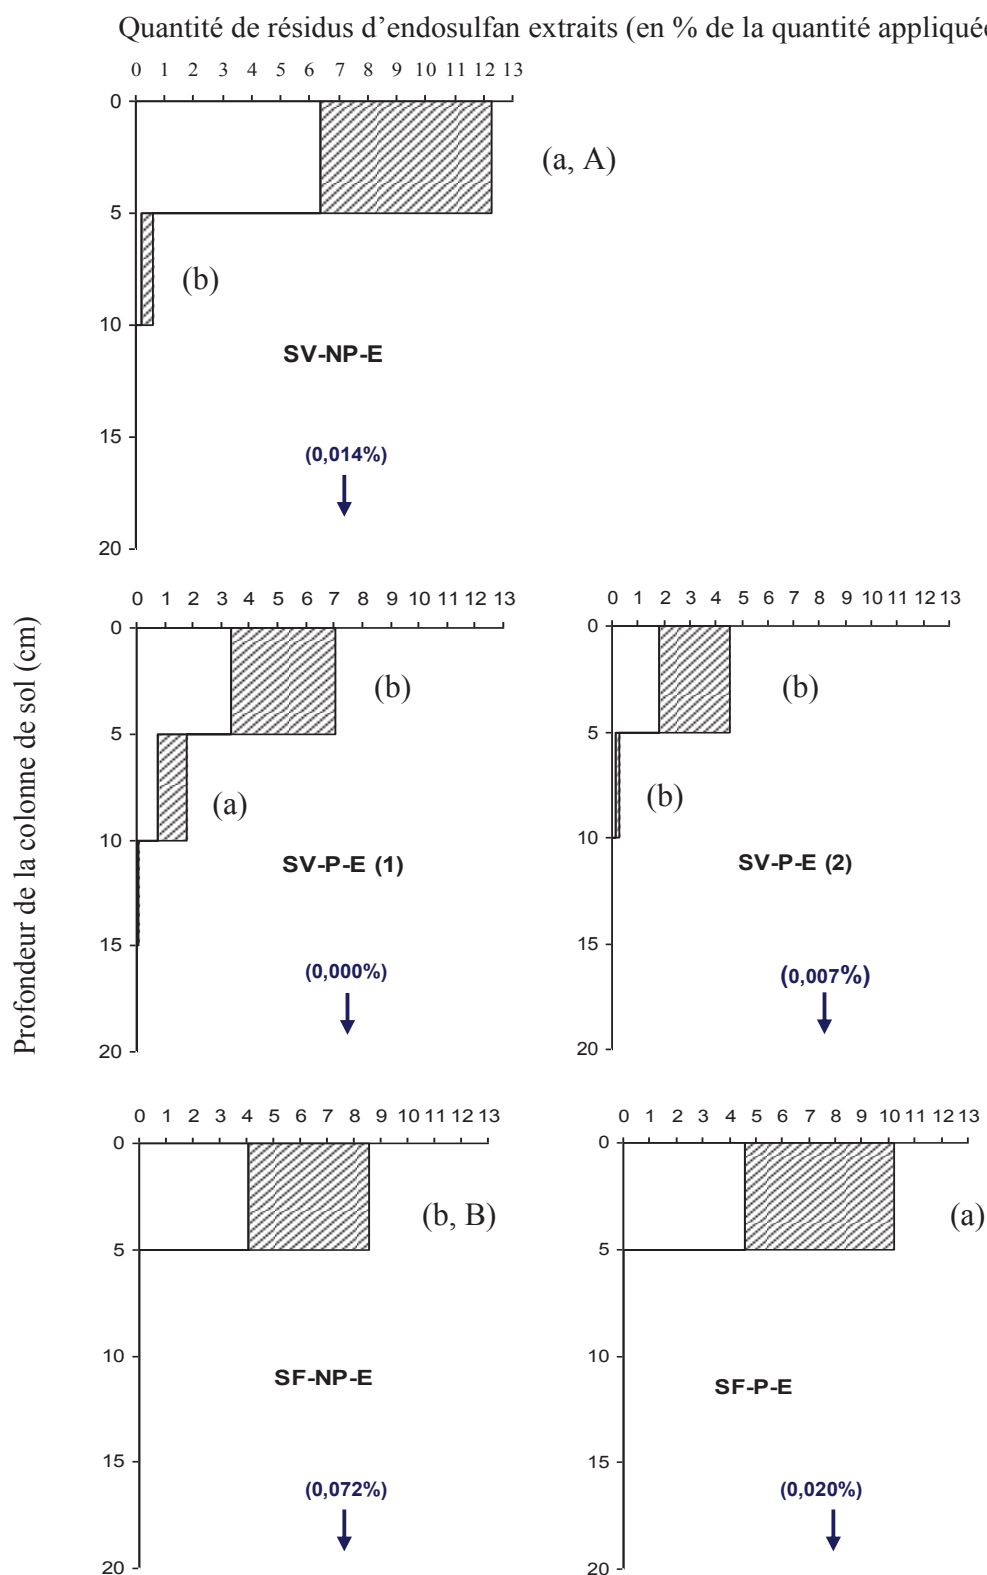 Quantité de résidus d’endosulfan extraits (en % de la quantité appliquée
0 1 2 3 4 5 6 7 8 9 10 11 12 13
0
(a, A)
5
(b)
10
SV-NP-E
15
(0,014%)
20
Profondeur de la colonne de sol (cm)
0 1 2 3 4 5 6 7 8 9 10 11 12 13
0
(b)
5
(a)
10
SV-P-E (1)
15
(0,000%)
20
0 1 2 3 4 5 6 7 8 9 10 11 12 13
0
(b)
5
(b)
10
SV-P-E (2)
15
(0,007%)
20
0 1 2 3 4 5 6 7 8 9 10 11 12 13
0
(b, B)
5
10
SF-NP-E
15
(0,072%)
20
0 1 2 3 4 5 6 7 8 9 10 11 12 13
0
(a)
5
10
SF-P-E
15
(0,020%)
20